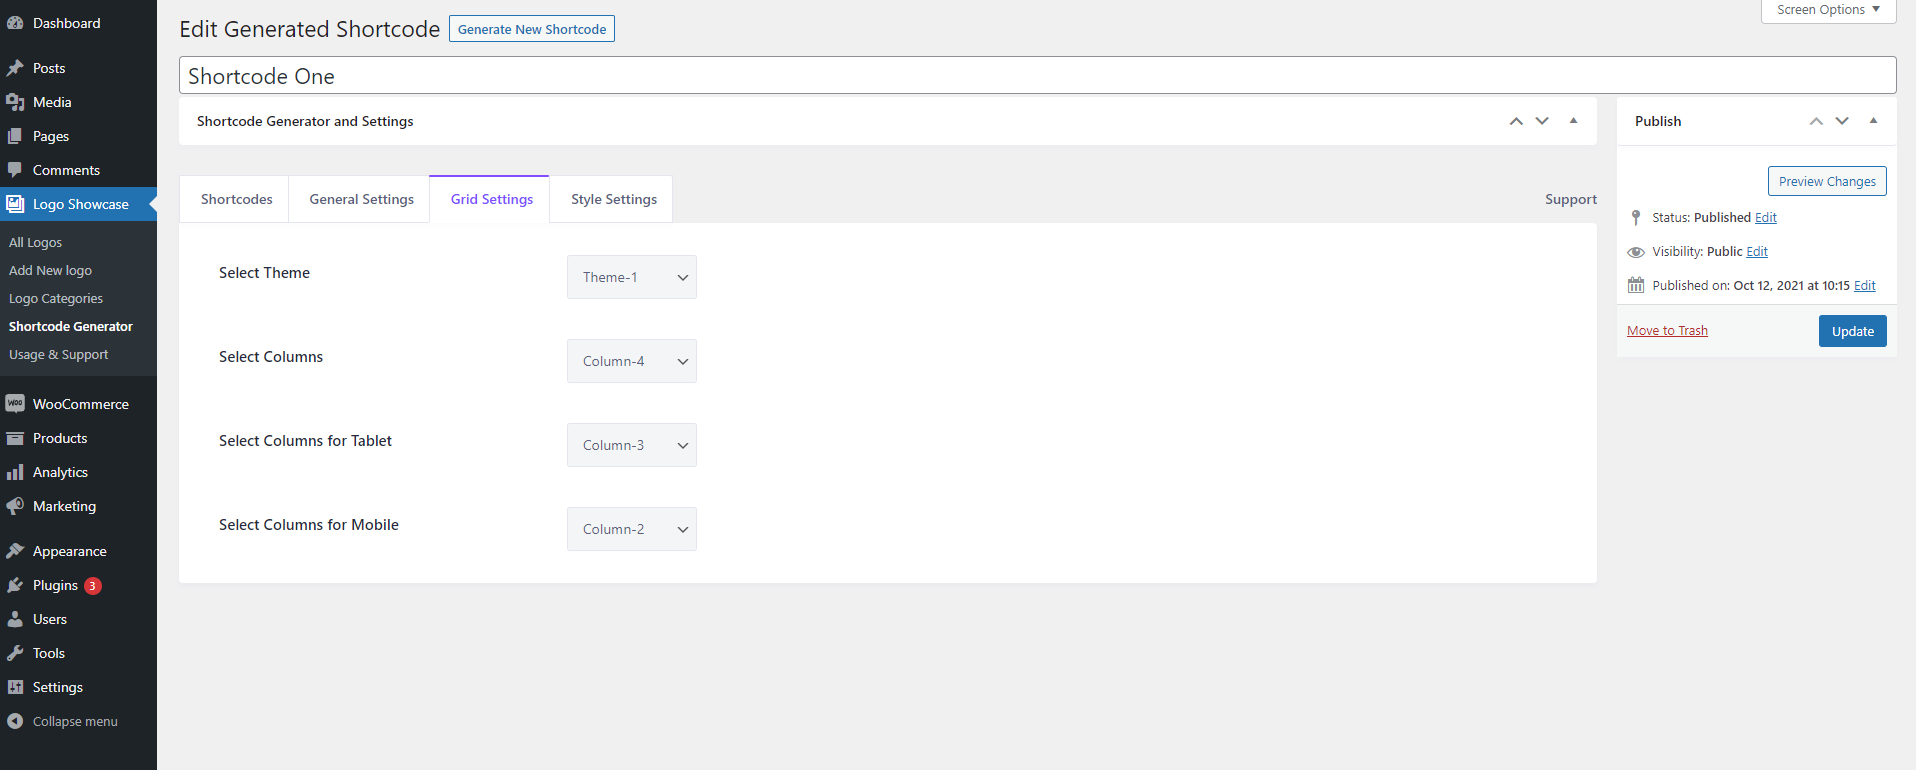 Dashboard
Posts
Media
Pages
Comments
Logo Showcase
All Logos
Add New logo
Logo Categories
Shortcode Generator
Usage & Support
WOO WooCommerce
Products
Analytics
Marketing
Appearance
Plugins 3
Users
Tools
Settings
Collapse menu
Screen Options
Edit Generated Shortcode Generate New Shortcode
Shortcode One
Shortcode Generator and Settings
Shortcodes General Settings Grid Settings Style Settings Support
Select Theme Theme-1
Select Columns Column-4
Select Columns for Tablet Column-3
Select Columns for Mobile Column-2
Publish
Preview Changes
Status: Published Edit
Visibility: Public Edit
Published on: Oct 12, 2021 at 10:15 Edit
Move to Trash Update